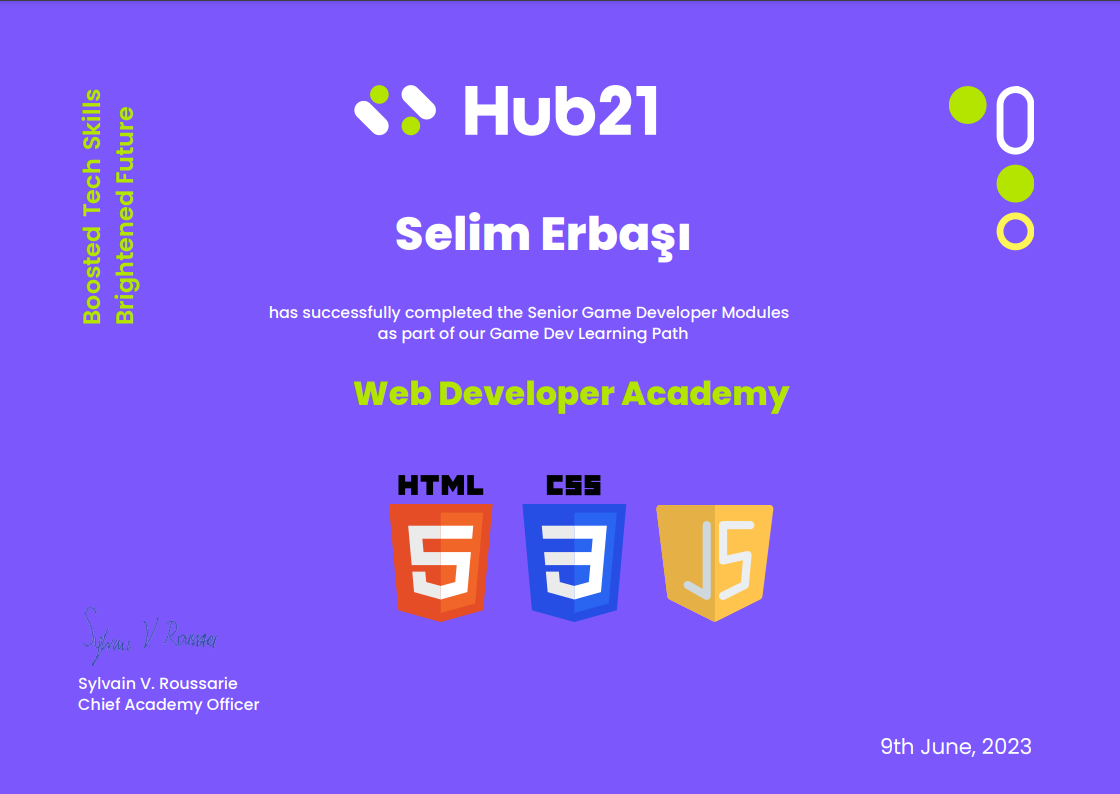 Boosted Tech Skills
Brightened Future
Hub21
Selim Erbaşı
has successfully completed the Senior Game Developer Modules
as part of our Game Dev Learning Path
Web Developer Academy
HTML
CSS
5
3
JS
Sylvain V. Roussarie
Chief Academy Officer
9th June, 2023